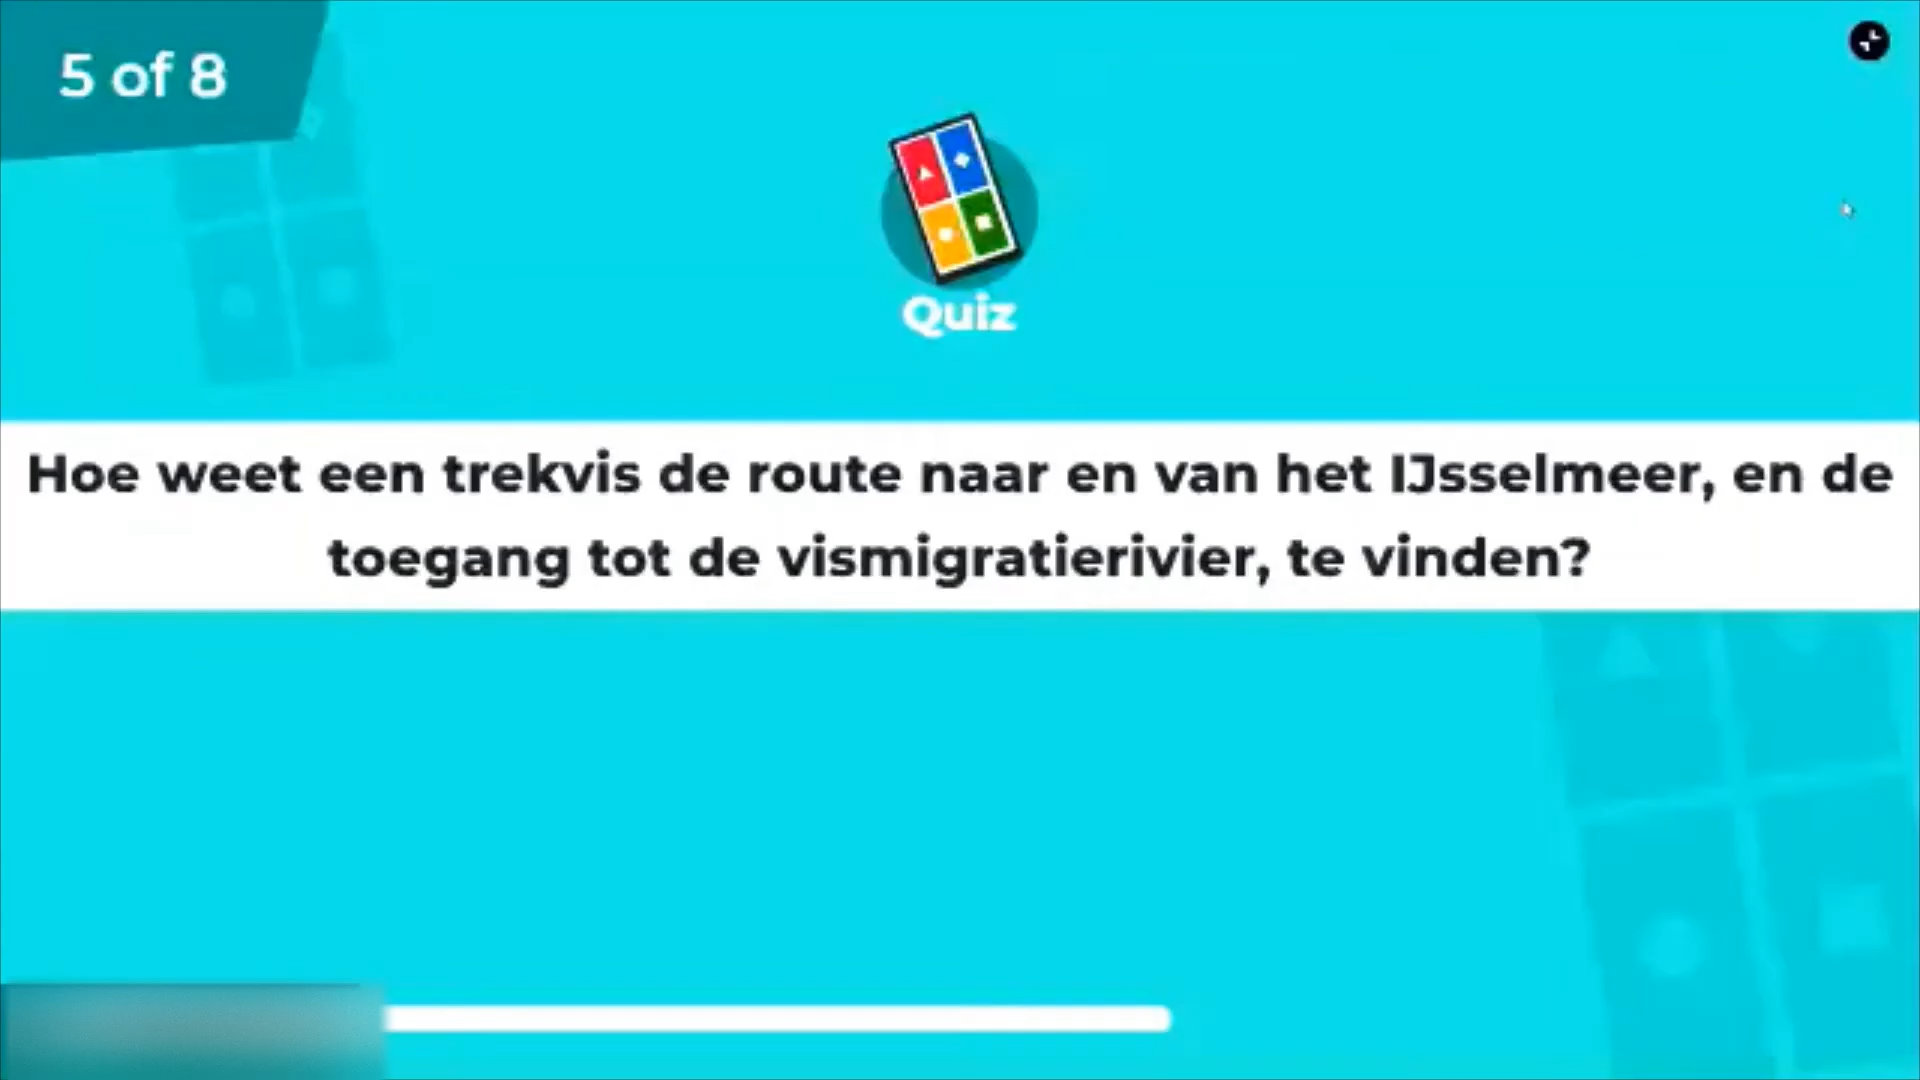 5 of 8
Quiz
Hoe weet een trekvis de route naar en van het IJsselmeer, en de
toegang tot de vismigratierivier, te vinden?